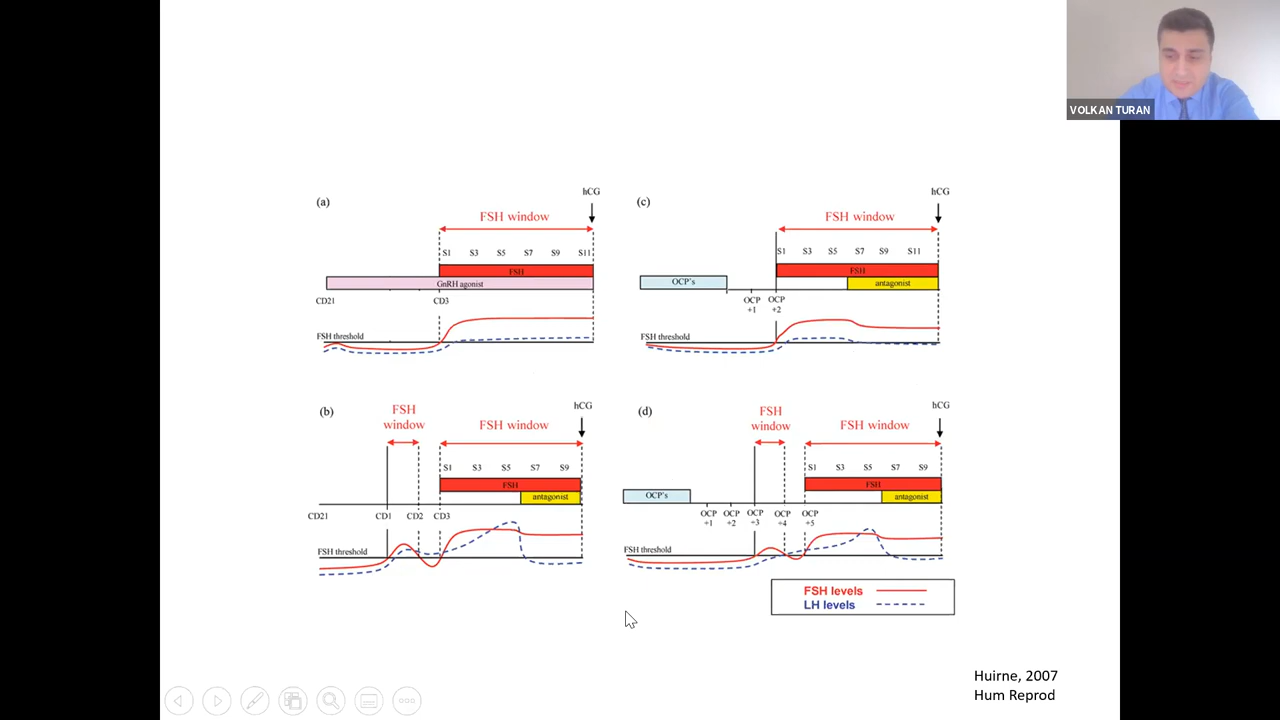 VOLKAN TURAN
(a)
hCG
FSH window
S1 S3 S5 S7 S9 S11
FSH
GnRH agonist
CD21 CD3
FSH threshold
(c)
hCG
FSH window
S1 S3 S5 S7 S9 S11
FSH
OCP's antagonist
OCP OCP
+1 +2
FSH threshold
(b)
hCG
FSH
window
FSH window
S1 S3 S5 S7 S9
FSH
antagonist
CD21 CD1 CD2 CD3
FSH threshold
(d)
hCG
FSH
window
FSH window
S1 S3 S5 S7 S9
FSH
OCP's antagonist
OCP OCP OCP OCP OCP
+1 +2 +3 +4 +5
FSH threshold
FSH levels
LH levels
Huirne, 2007
Hum Reprod